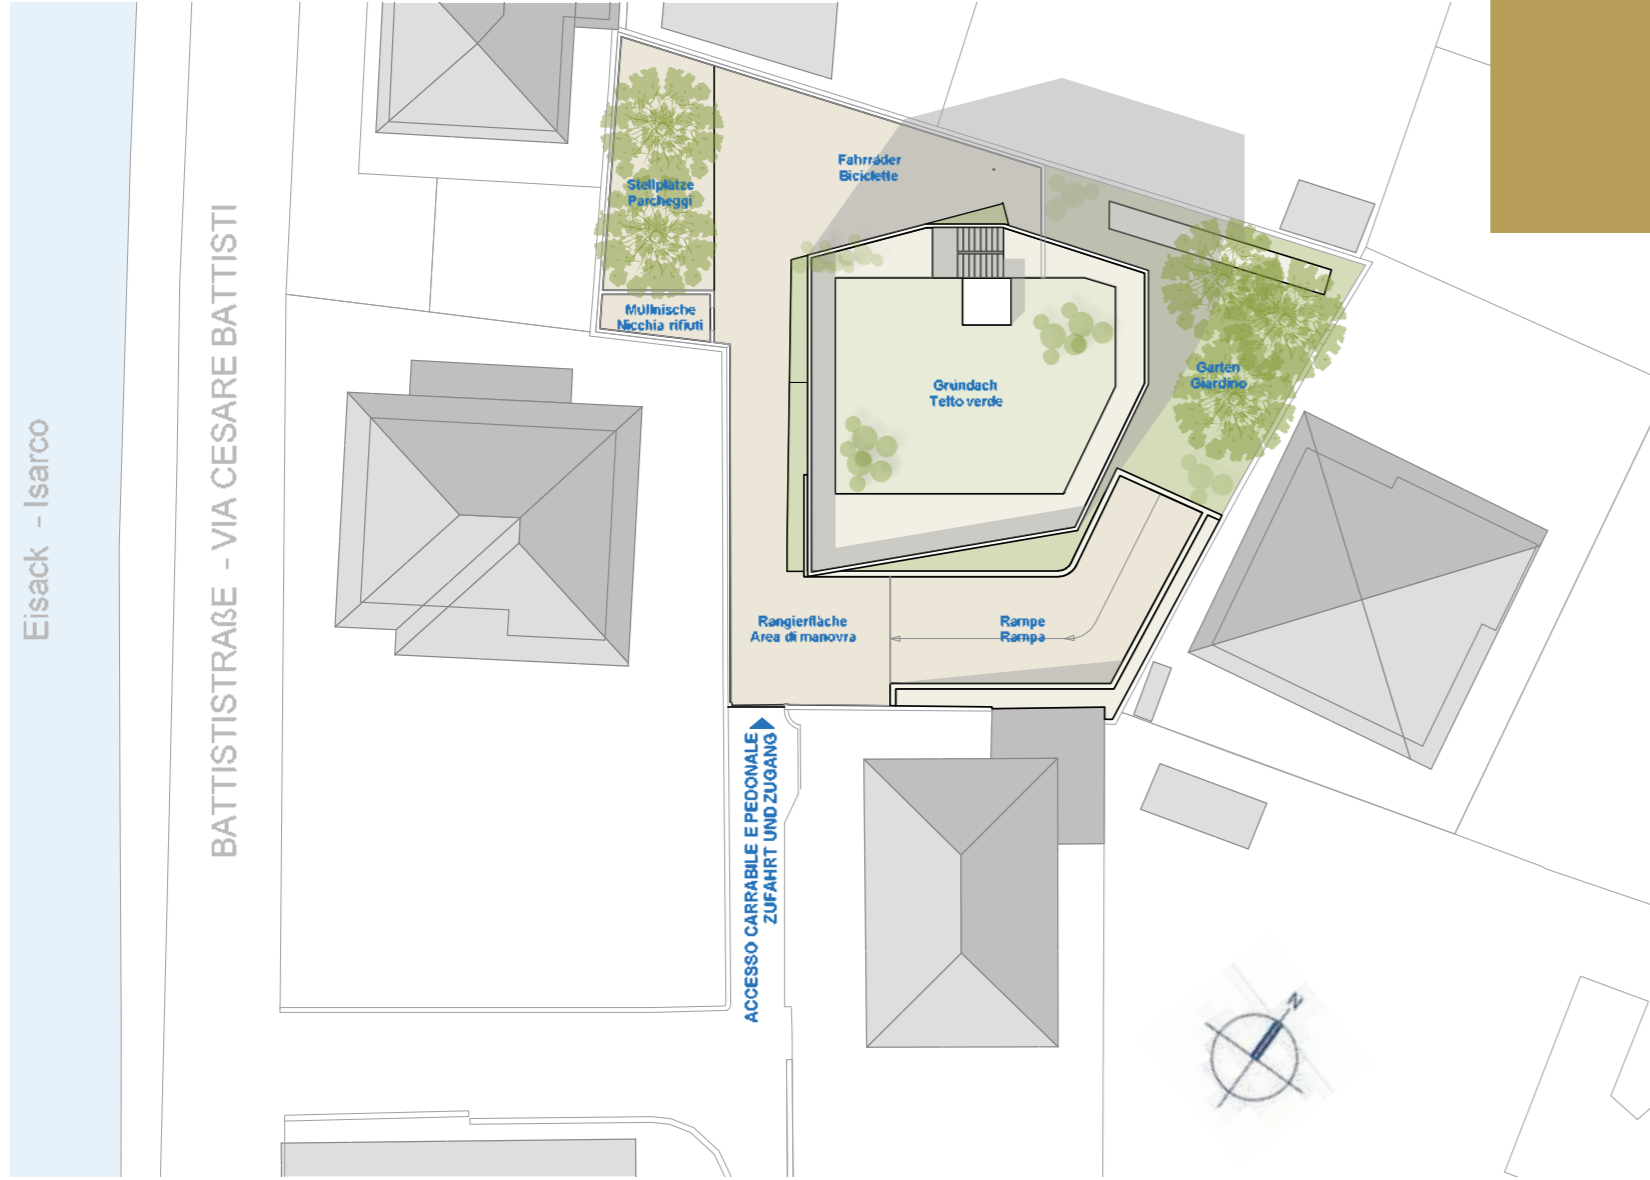 Fahrräder
Biciclette
Stellplätze
Parcheggi
Müllnische
Nicchia rifiuti
Gründach
Tetto verde
Garten
Giardino
Rangierfläche
Area di manovra
Rampe
Rampa
ACCESSO CARRABILE E PEDONALE
ZUFAHRT UND ZUGANG
BATTISTISTRAßE - VIA CESARE BATTISTI
Eisack - Isarco
N